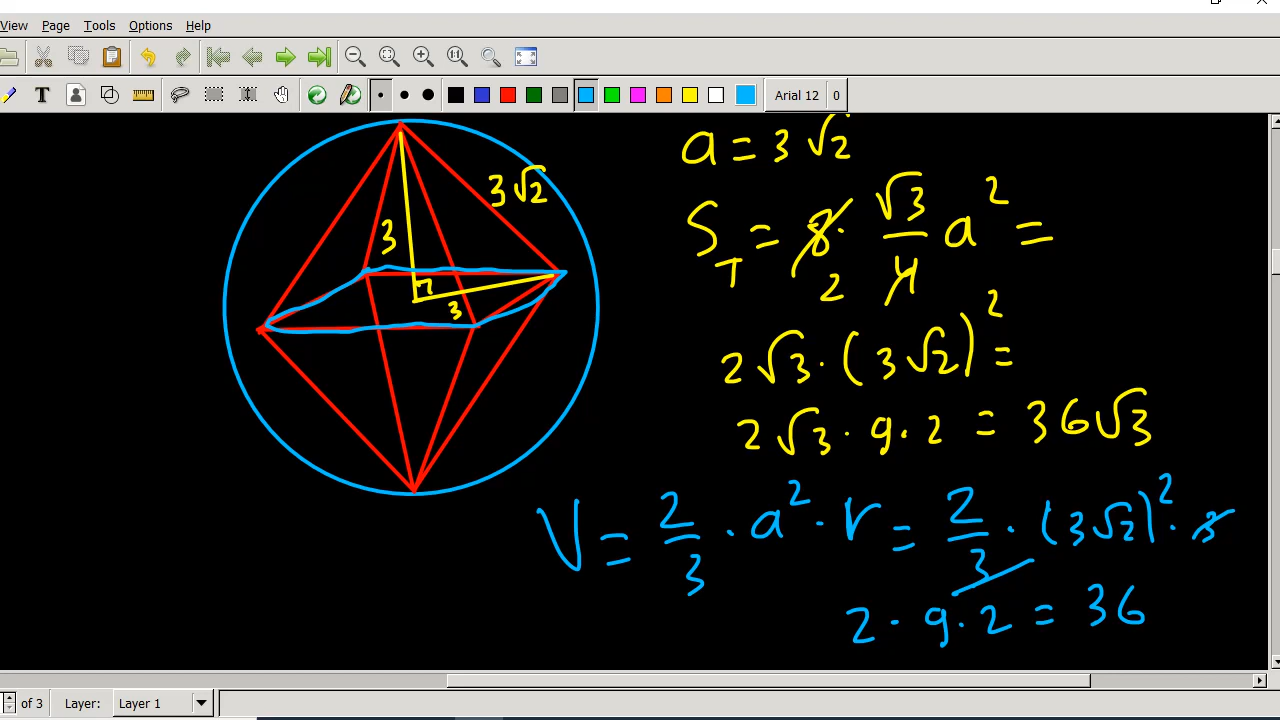 View Page Tools Options Help
T Arial 12 0
3√2
3
3
a = 3√2
S_T = 8 · √3/4 a² =
2
2√3 · (3√2)² =
2√3 · 9 · 2 = 36√3
V = 2/3 · a² · r = 2/3 · (3√2)² · 3
2 · 9 · 2 = 36
of 3 Layer: Layer 1